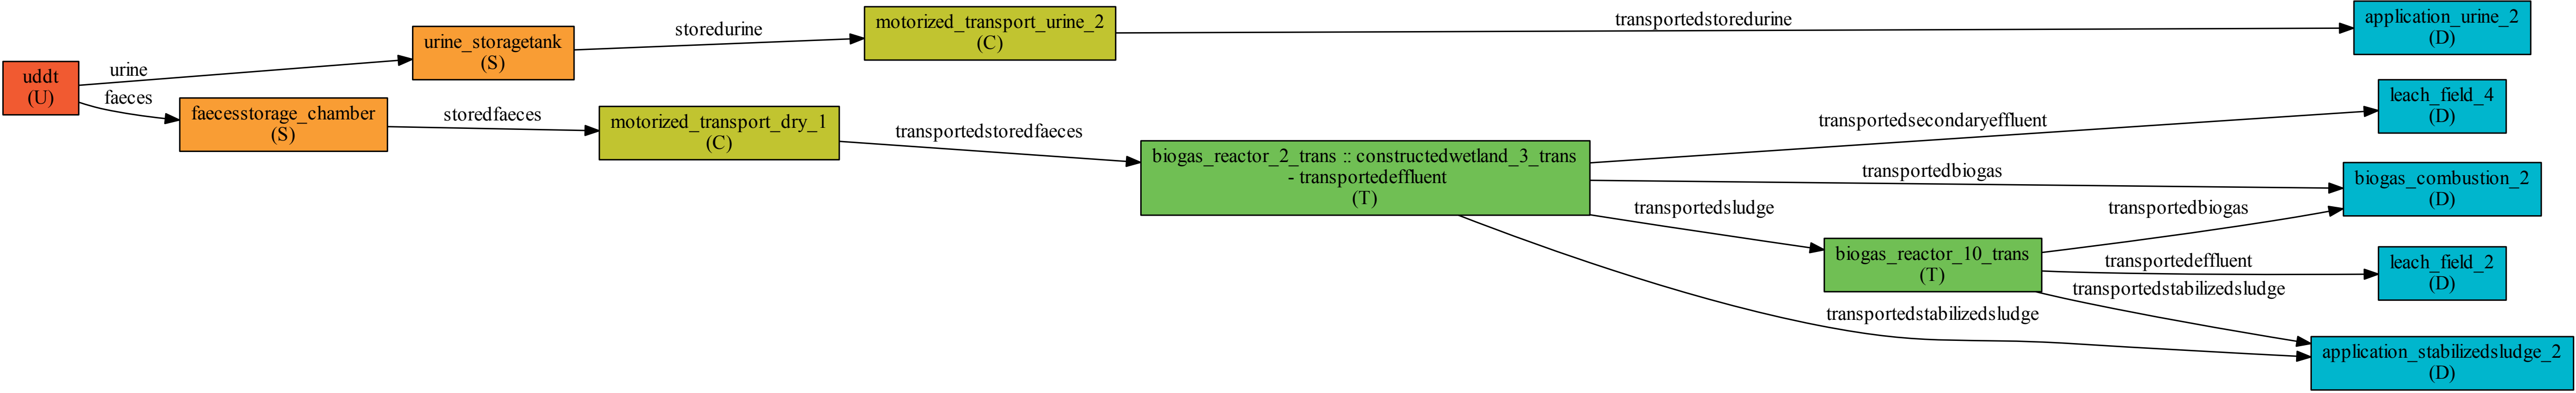 uddt
(U)
urine
faeces
urine_storagetank
(S)
faecesstorage_chamber
(S)
storedurine
storedfaeces
motorized_transport_urine_2
(C)
motorized_transport_dry_1
(C)
transportedstoredurine
transportedstoredfaeces
biogas_reactor_2_trans :: constructedwetland_3_trans
- transportedeffluent
(T)
transportedsecondaryeffluent
transportedbiogas
transportedsludge
transportedstabilizedsludge
biogas_reactor_10_trans
(T)
transportedbiogas
transportedeffluent
transportedstabilizedsludge
application_urine_2
(D)
leach_field_4
(D)
biogas_combustion_2
(D)
leach_field_2
(D)
application_stabilizedsludge_2
(D)